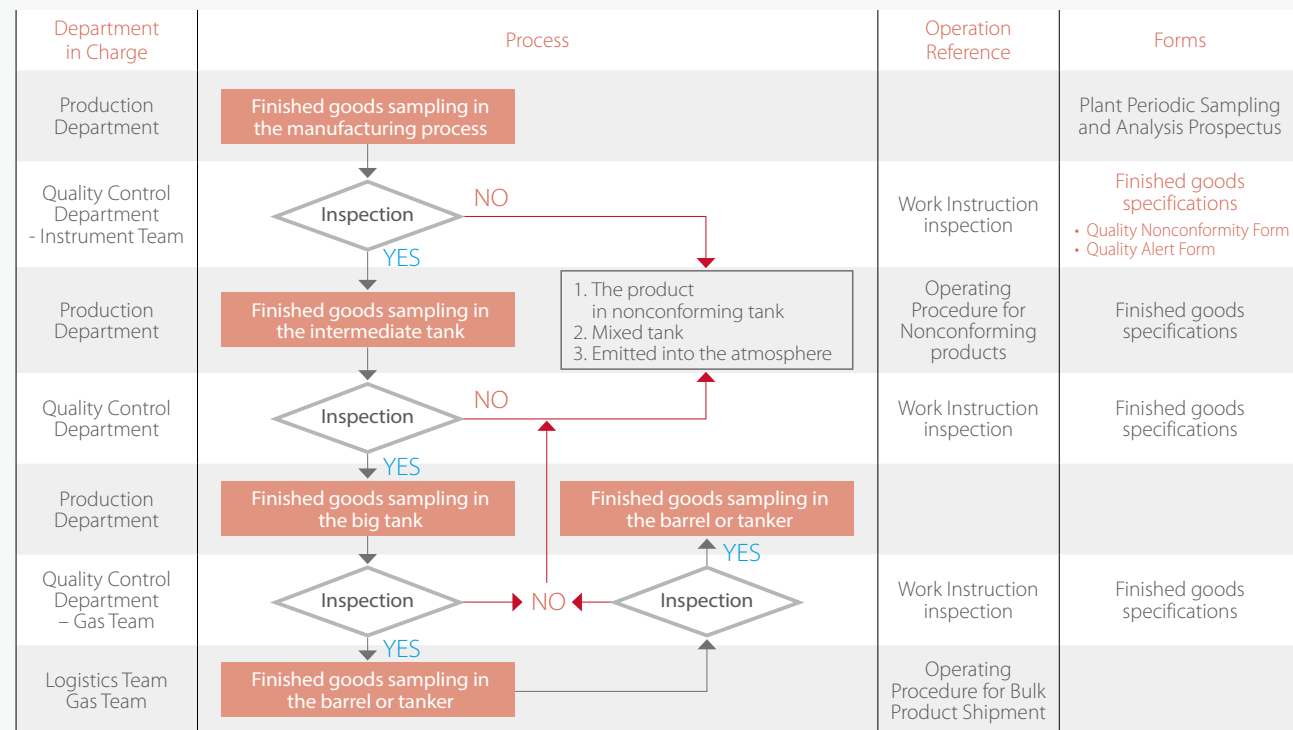 Department
in Charge
Process
Operation
Reference
Forms
Production
Department
Finished goods sampling in
the manufacturing process
Plant Periodic Sampling
and Analysis Prospectus
Quality Control
Department
- Instrument Team
Inspection
NO
YES
Work Instruction
inspection
Finished goods
specifications
• Quality Nonconformity Form
• Quality Alert Form
Production
Department
Finished goods sampling in
the intermediate tank
1. The product
in nonconforming tank
2. Mixed tank
3. Emitted into the atmosphere
Operating
Procedure for
Nonconforming
products
Finished goods
specifications
Quality Control
Department
Inspection
NO
YES
Work Instruction
inspection
Finished goods
specifications
Production
Department
Finished goods sampling in
the big tank
Finished goods sampling in
the barrel or tanker
YES
Quality Control
Department
– Gas Team
Inspection
NO
Inspection
YES
Work Instruction
inspection
Finished goods
specifications
Logistics Team
Gas Team
Finished goods sampling in
the barrel or tanker
Operating
Procedure for Bulk
Product Shipment